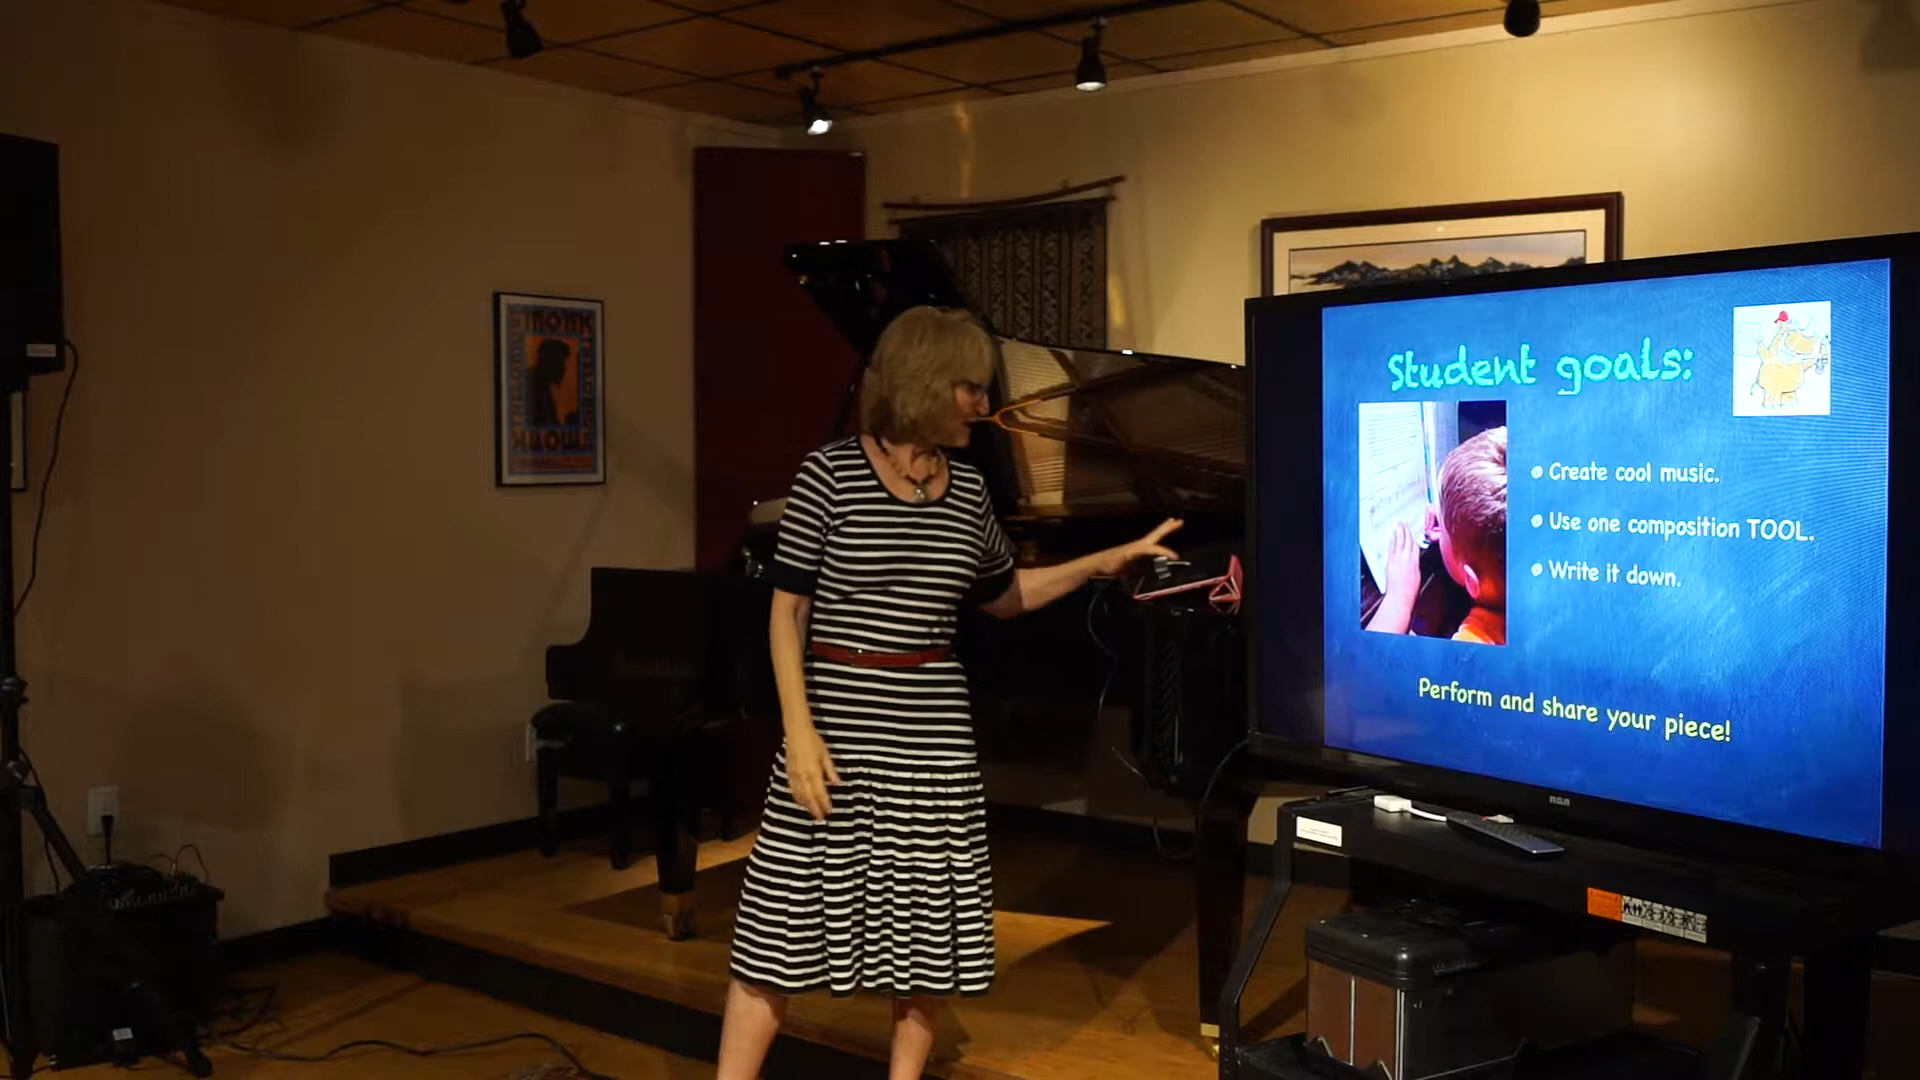 MONK
Student goals:
Create cool music.
Use one composition TOOL.
Write it down.
Perform and share your piece!
RCA